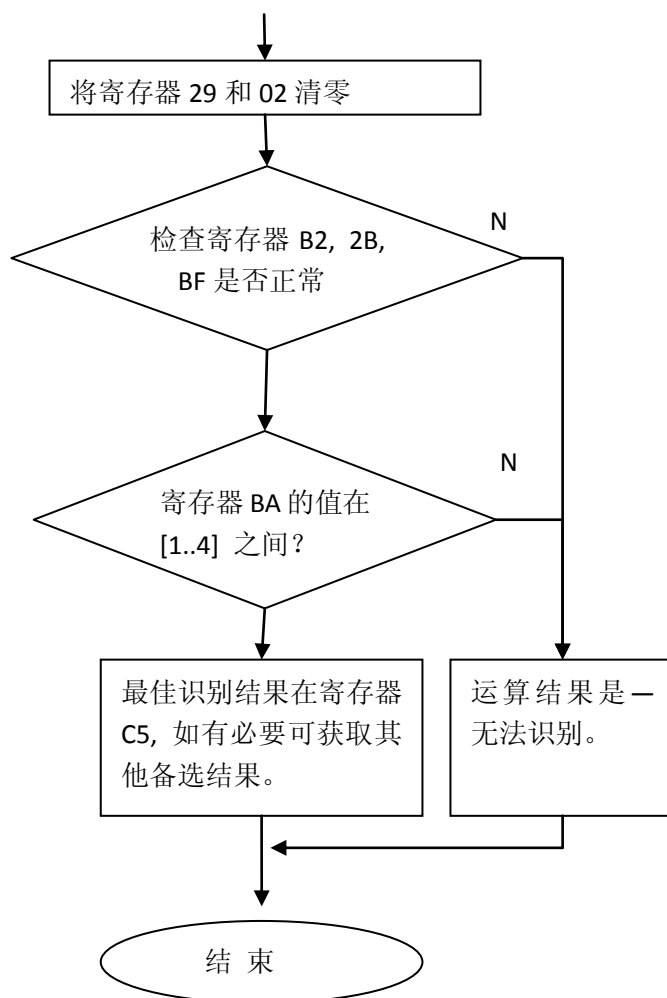 将寄存器 29 和 02 清零
N
检查寄存器 B2, 2B,
BF 是否正常
N
寄存器 BA 的值在
[1..4] 之间？
最佳识别结果在寄存器
C5, 如有必要可获取其
他备选结果。
运算结果是—
无法识别。
结 束